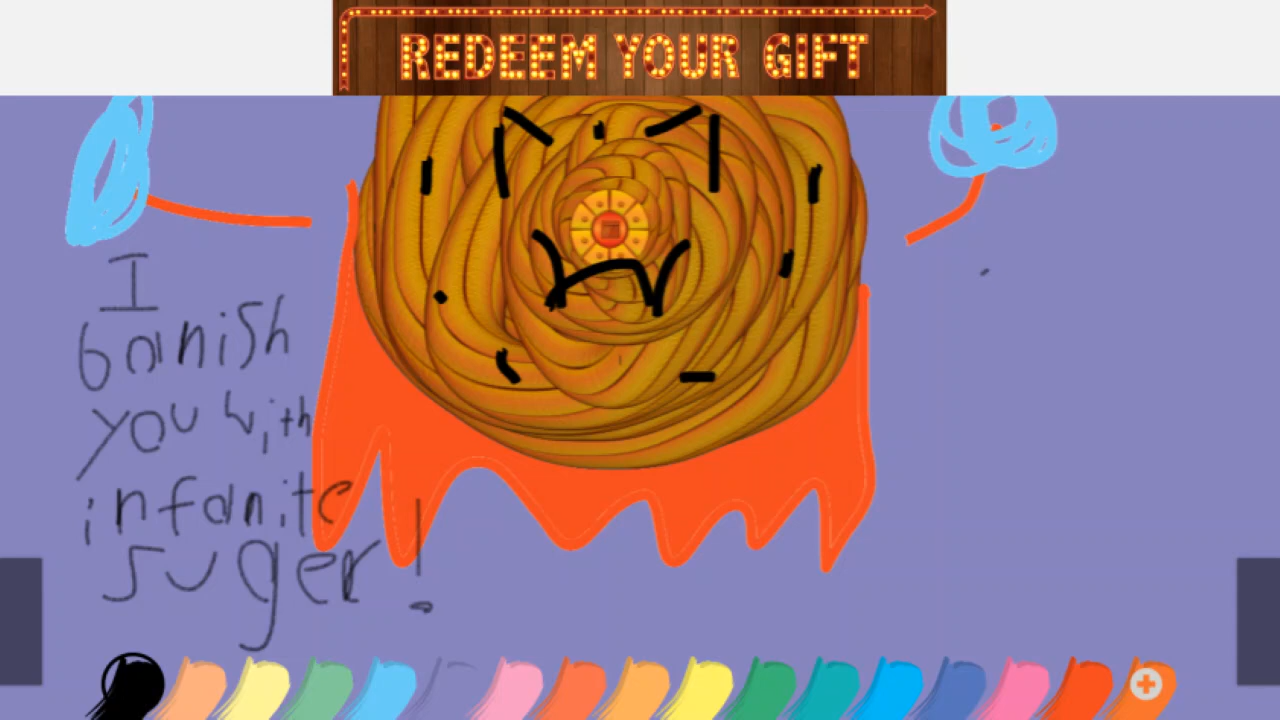 REDEEM YOUR GIFT
I
banish
you with
infanite
suger!